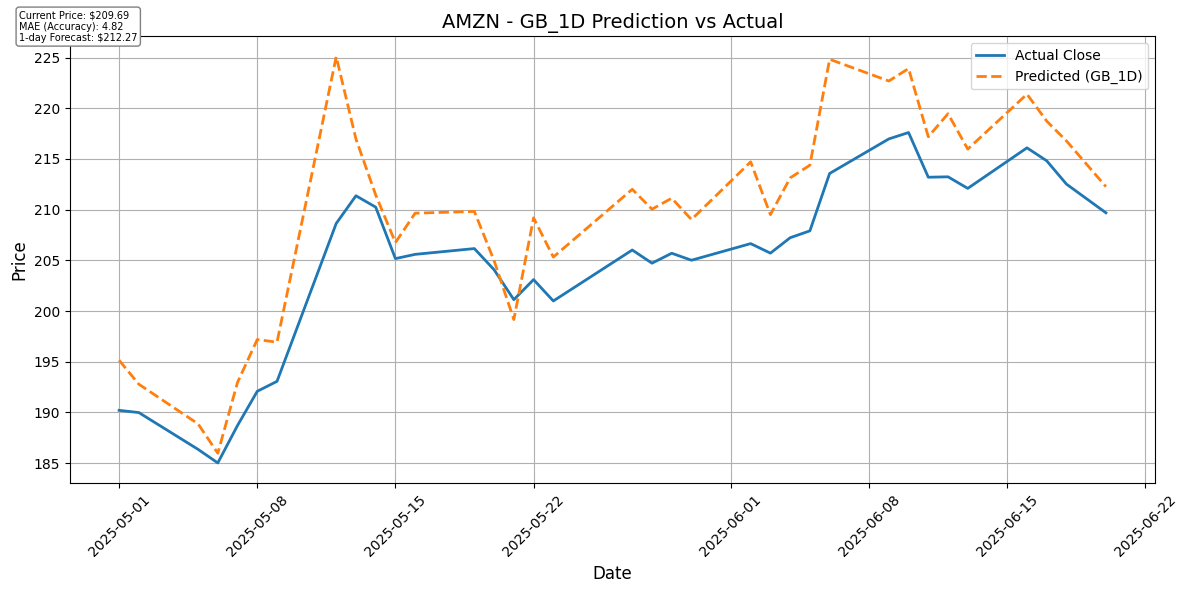 Current Price: $209.69
MAE (Accuracy): 4.82
1-day Forecast: $212.27
AMZN - GB_1D Prediction vs Actual
Actual Close
Predicted (GB_1D)
Price
225
220
215
210
205
200
195
190
185
2025-05-01
2025-05-08
2025-05-15
2025-05-22
2025-06-01
2025-06-08
2025-06-15
2025-06-22
Date